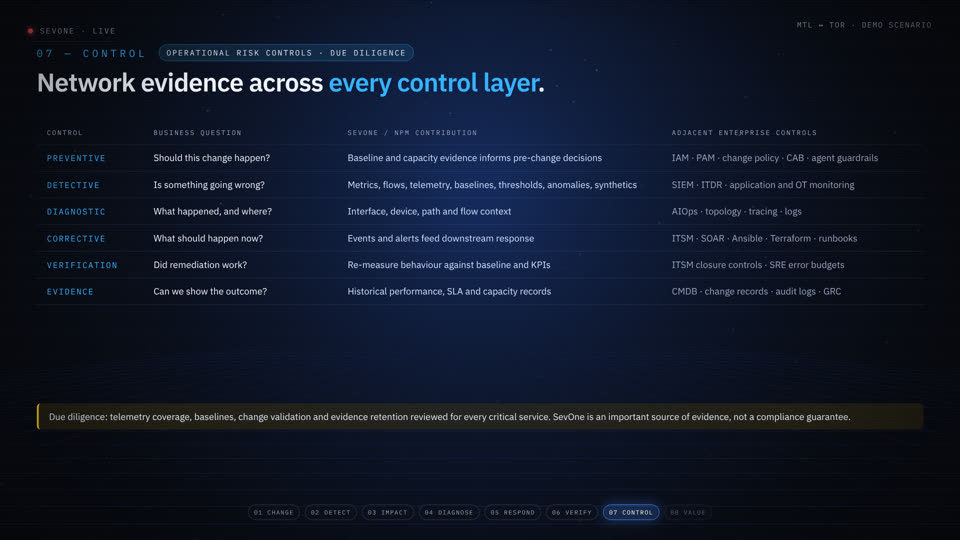 SEVONE · LIVE
MTL ↔ TOR · DEMO SCENARIO
07 — CONTROL
OPERATIONAL RISK CONTROLS · DUE DILIGENCE
Network evidence across every control layer.
CONTROL BUSINESS QUESTION SEVONE / NPM CONTRIBUTION ADJACENT ENTERPRISE CONTROLS
PREVENTIVE Should this change happen? Baseline and capacity evidence informs pre-change decisions IAM · PAM · change policy · CAB · agent guardrails
DETECTIVE Is something going wrong? Metrics, flows, telemetry, baselines, thresholds, anomalies, synthetics SIEM · ITDR · application and OT monitoring
DIAGNOSTIC What happened, and where? Interface, device, path and flow context AIOps · topology · tracing · logs
CORRECTIVE What should happen now? Events and alerts feed downstream response ITSM · SOAR · Ansible · Terraform · runbooks
VERIFICATION Did remediation work? Re-measure behaviour against baseline and KPIs ITSM closure controls · SRE error budgets
EVIDENCE Can we show the outcome? Historical performance, SLA and capacity records CMDB · change records · audit logs · GRC
Due diligence: telemetry coverage, baselines, change validation and evidence retention reviewed for every critical service. SevOne is an important source of evidence, not a compliance guarantee.
01 CHANGE 02 DETECT 03 IMPACT 04 DIAGNOSE 05 RESPOND 06 VERIFY 07 CONTROL 08 VALUE